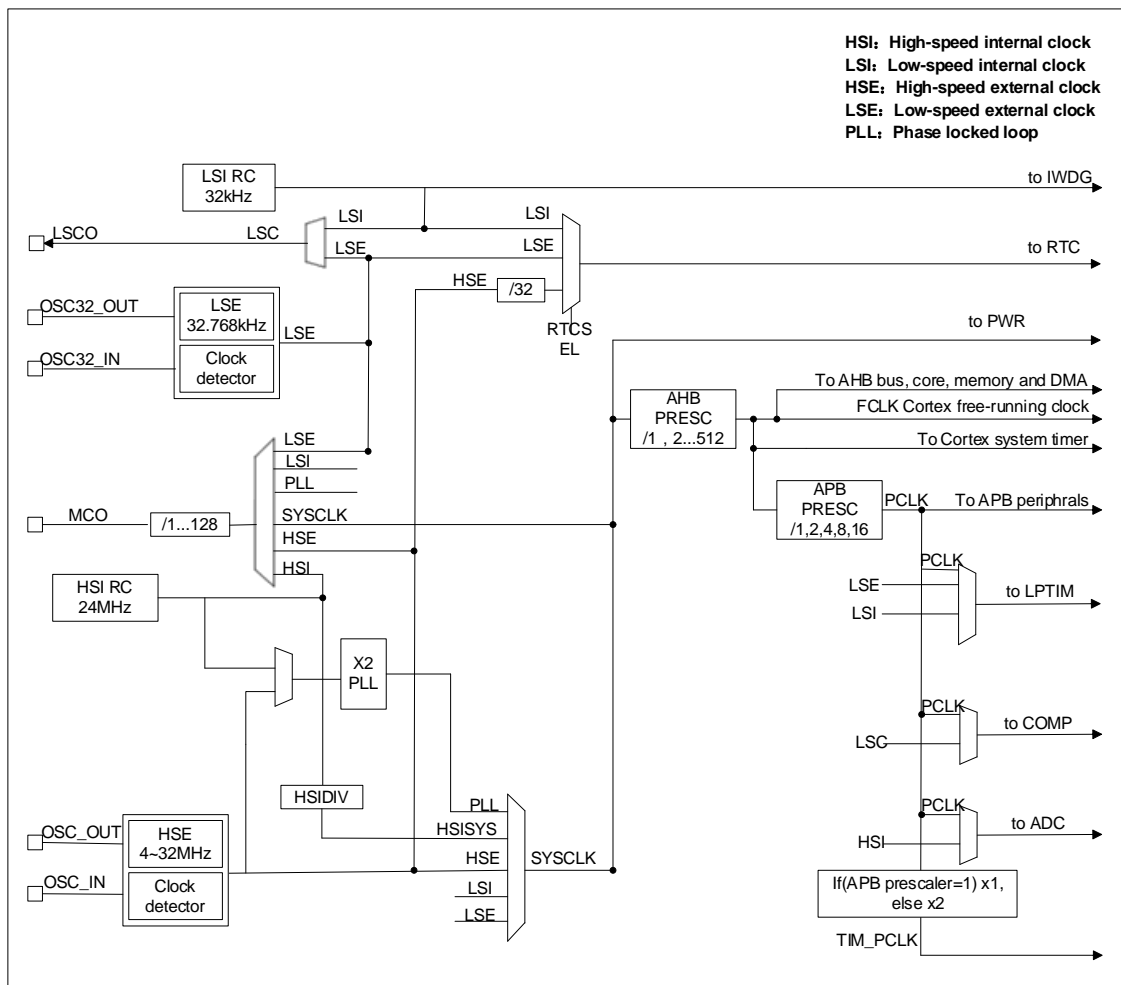 HSI：High-speed internal clock
LSI：Low-speed internal clock
HSE：High-speed external clock
LSE：Low-speed external clock
PLL：Phase locked loop
LSI RC
32kHz
to IWDG
LSCO
LSC
LSI
LSE
LSI
LSE
HSE
/32
to RTC
RTCS
EL
OSC32_OUT
OSC32_IN
LSE
32.768kHz
Clock
detector
LSE
to PWR
AHB
PRESC
/1 , 2...512
To AHB bus, core, memory and DMA
FCLK Cortex free-running clock
To Cortex system timer
APB
PRESC
/1,2,4,8,16
PCLK
To APB periphrals
MCO
/1...128
LSE
LSI
PLL
SYSCLK
HSE
HSI
HSI RC
24MHz
X2
PLL
PCLK
LSE
LSI
to LPTIM
PCLK
LSC
to COMP
HSIDIV
PLL
HSISYS
HSE
LSI
LSE
SYSCLK
OSC_OUT
OSC_IN
HSE
4~32MHz
Clock
detector
PCLK
HSI
to ADC
If(APB prescaler=1) x1,
else x2
TIM_PCLK